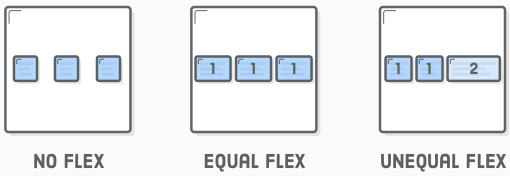 1 1 1
1 1 2
NO FLEX
EQUAL FLEX
UNEQUAL FLEX